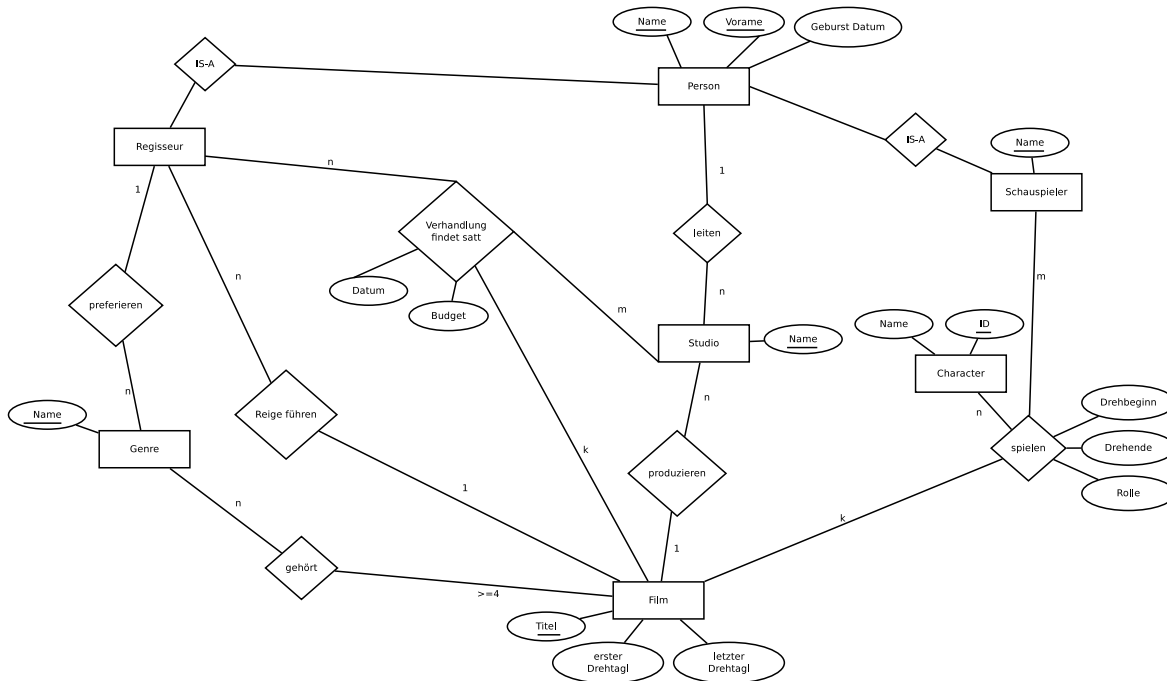 Name
Vorame
Geburst Datum
IS-A
Person
Regisseur
n
1
1
IS-A
Name
Schauspieler
Verhandlung
findet satt
leiten
n
m
preferieren
Datum
n
Budget
m
Name
ID
Studio
Name
Character
n
n
n
Drehbeginn
Name
Reige führen
Genre
k
spielen
Drehende
produzieren
Rolle
n
1
k
1
gehört
>=4
Film
Titel
erster
Drehtagl
letzter
Drehtagl